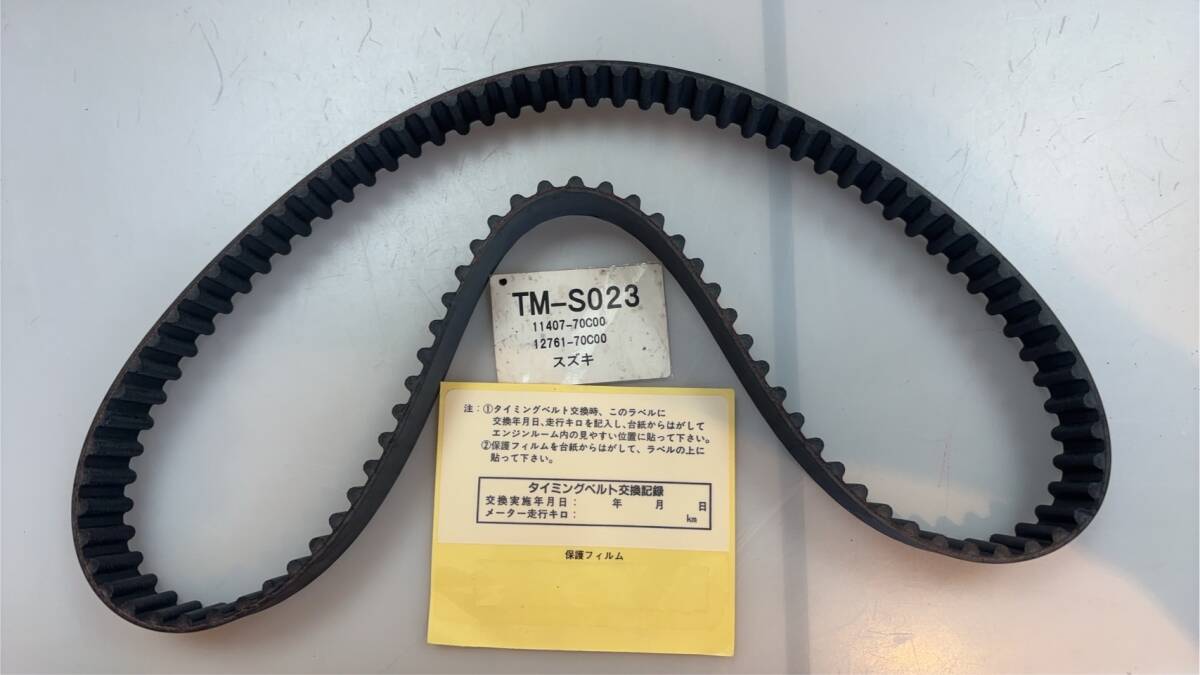 TM-S023
11407-70C00
12761-70C00
スズキ
注:①タイミングベルト交換時、このラベルに
交換年月日、走行キロを記入し、台紙からはがして
エンジンルーム内の見やすい位置に貼って下さい。
②保護フィルムを台紙からはがして、ラベルの上に
貼って下さい。
タイミングベルト交換記録
交換実施年月日: 年 月 日
メーター走行キロ: km
保護フィルム